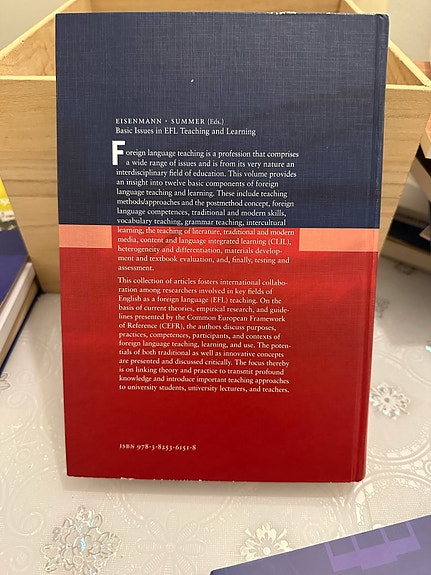 EISENMANN · SUMMER (Eds.)
Basic Issues in EFL Teaching and Learning
Foreign language teaching is a profession that comprises
a wide range of issues and is from its very nature an
interdisciplinary field of education. This volume provides
an insight into twelve basic components of foreign
language teaching and learning. These include teaching
methods/approaches and the postmethod concept, foreign
language competences, traditional and modern skills,
vocabulary teaching, grammar teaching, intercultural
learning, the teaching of literature, traditional and modern
media, content and language integrated learning (CLIL),
heterogeneity and differentiation, materials develop-
ment and textbook evaluation, and, finally, testing and
assessment.
This collection of articles fosters international collabo-
ration among researchers involved in key fields of
English as a foreign language (EFL) teaching. On the
basis of current theories, empirical research, and guide-
lines presented by the Common European Framework
of Reference (CEFR), the authors discuss purposes,
practices, competences, participants, and contexts of
foreign language teaching, learning, and use. The poten-
tials of both traditional as well as innovative concepts
are presented and discussed critically. The focus thereby
is on linking theory and practice to transmit profound
knowledge and introduce important teaching approaches
to university students, university lecturers, and teachers.
ISBN 978-3-8253-6151-8